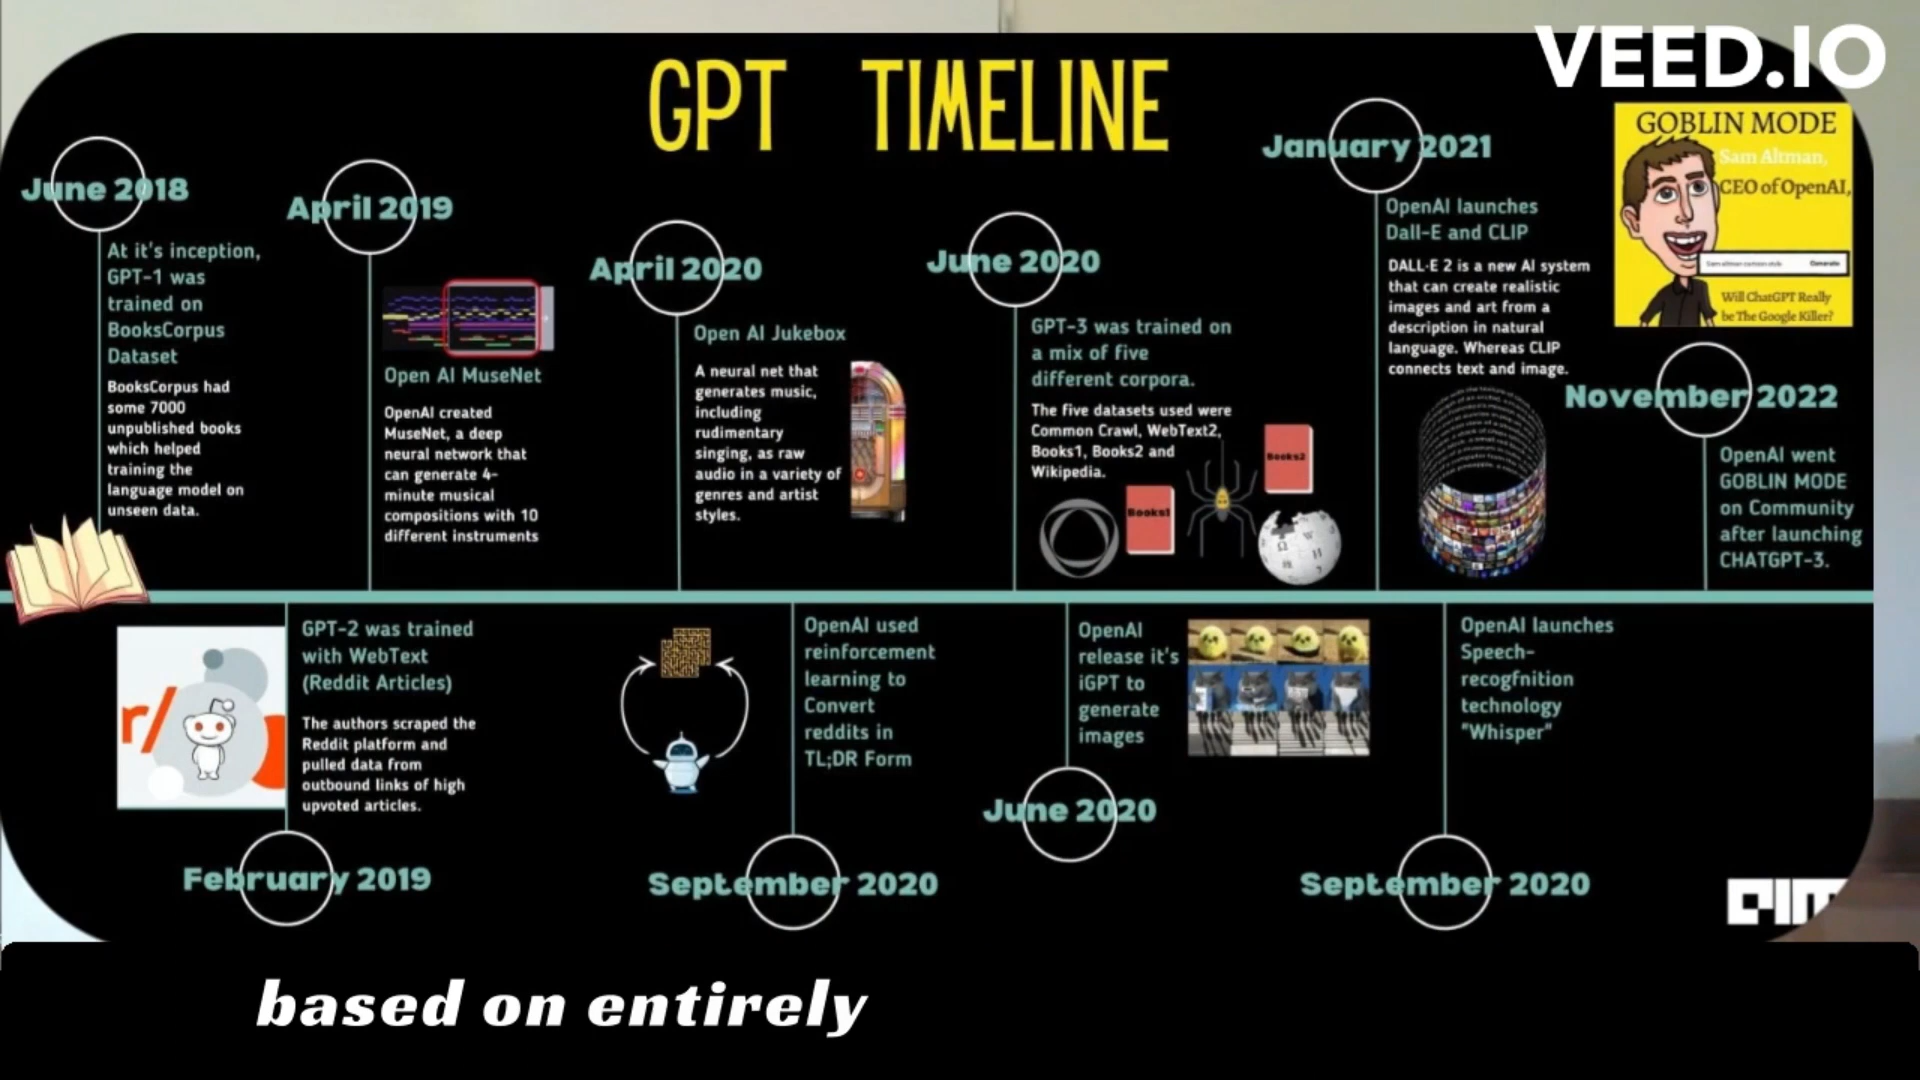 VEED.IO
GPT TIMELINE
June 2018
At it's inception,
GPT-1 was
trained on
BooksCorpus
Dataset
BooksCorpus had
some 7000
unpublished books
which helped
training the
language model on
unseen data.
April 2019
Open AI MuseNet
OpenAI created
MuseNet, a deep
neural network that
can generate 4-
minute musical
compositions with 10
different instruments
April 2020
Open AI Jukebox
A neural net that
generates music,
including
rudimentary
singing, as raw
audio in a variety of
genres and artist
styles.
June 2020
GPT-3 was trained on
a mix of five
different corpora.
The five datasets used were
Common Crawl, WebText2,
Books1, Books2 and
Wikipedia.
Books1
Books2
January 2021
OpenAI launches
Dall-E and CLIP
DALL·E 2 is a new AI system
that can create realistic
images and art from a
description in natural
language. Whereas CLIP
connects text and image.
GOBLIN MODE
Sam Altman,
CEO of OpenAI,
Sam altman cartoon style
Generate
Will ChatGPT Really
be The Google Killer?
November 2022
OpenAI went
GOBLIN MODE
on Community
after launching
CHATGPT-3.
r/
GPT-2 was trained
with WebText
(Reddit Articles)
The authors scraped the
Reddit platform and
pulled data from
outbound links of high
upvoted articles.
February 2019
OpenAI used
reinforcement
learning to
Convert
reddits in
TL;DR Form
September 2020
OpenAI
release it's
iGPT to
generate
images
June 2020
OpenAI launches
Speech-
recogfnition
technology
"Whisper"
September 2020
AIM
based on entirely